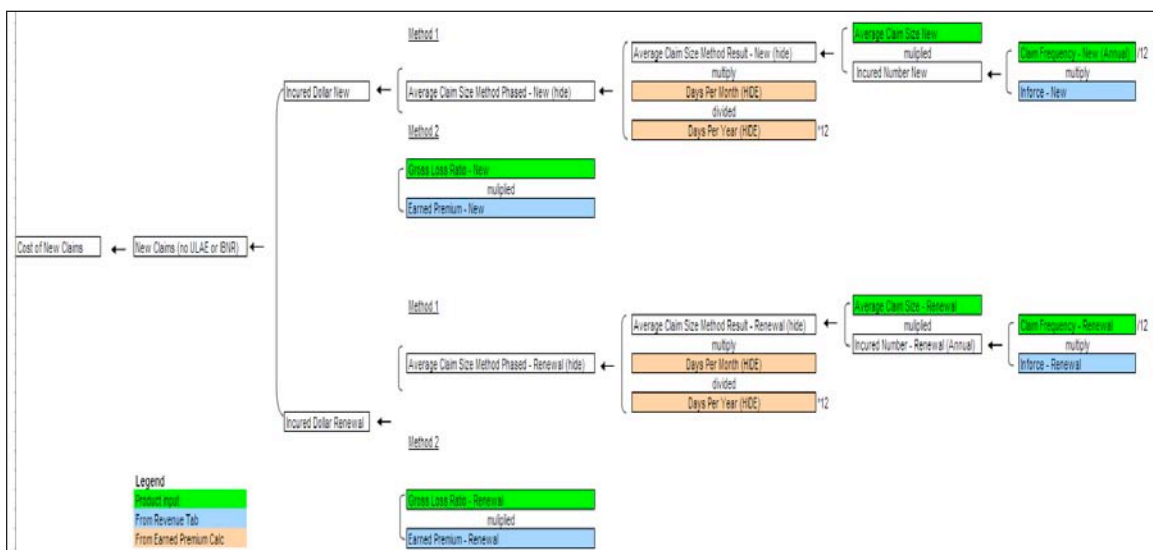 Method 1
Average Claim Size New
mulipled
Incured Number New
Claim Frequency - New (Annual) /12
multiply
Inforce - New
Average Claim Size Method Result - New (hide)
multiply
Days Per Month (HIDE)
divided
Days Per Year (HIDE) *12
Incured Dollar New
Average Claim Size Method Phased - New (hide)
Method 2
Gross Loss Ratio - New
mulipled
Earned Premium - New
Cost of New Claims
New Claims (no ULAE or IBNR)
Method 1
Average Claim Size - Renewal
mulipled
Incured Number - Renewal (Annual)
Claim Frequency - Renewal /12
multiply
Inforce - Renewal
Average Claim Size Method Result - Renewal (hide)
multiply
Days Per Month (HIDE)
divided
Days Per Year (HIDE) *12
Average Claim Size Method Phased - Renewal (hide)
Incured Dollar Renewal
Method 2
Gross Loss Ratio - Renewal
mulipled
Earned Premium - Renewal
Legend
Product input
From Revenue Tab
From Earned Premium Calc